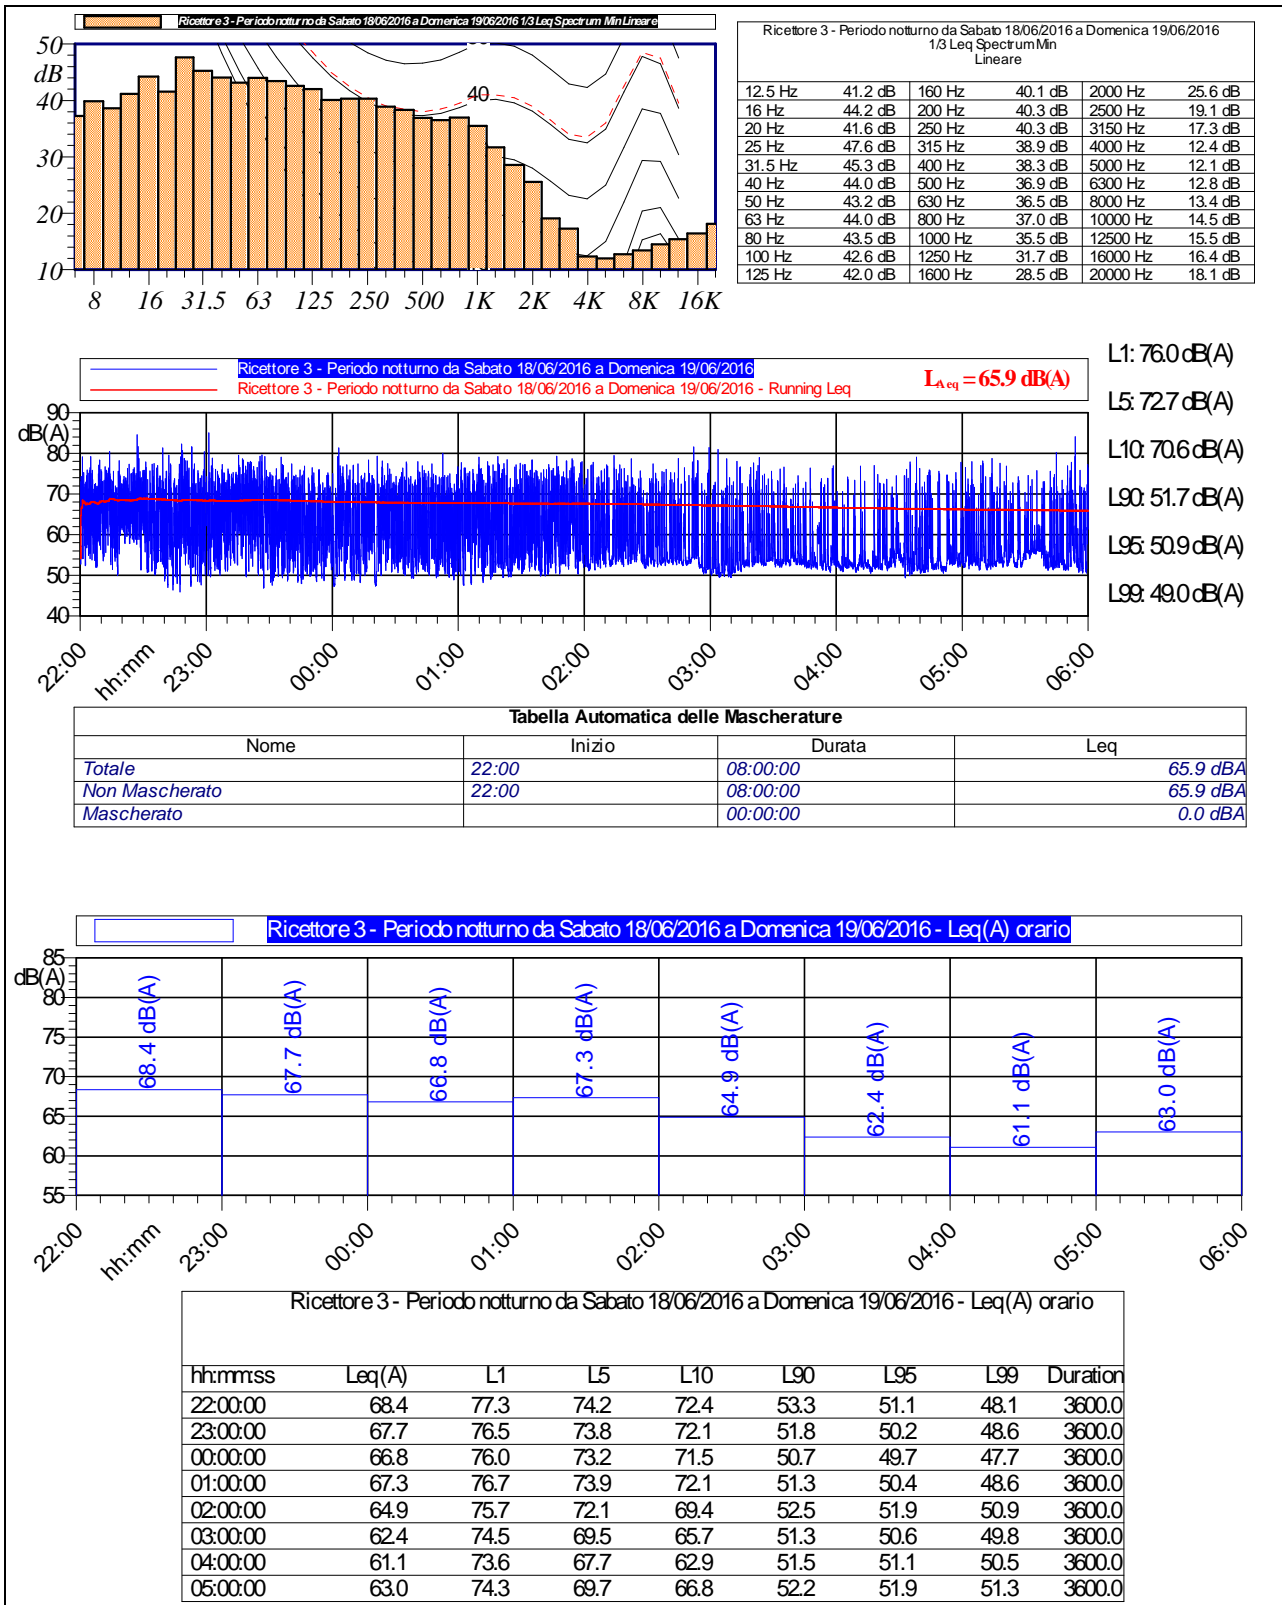 Ricettore 3 - Periodo notturno da Sabato 18/06/2016 a Domenica 19/06/2016 1/3 Leq Spectrum Min Lineare
50
dB
40
30
20
10
40
8 16 31.5 63 125 250 500 1K 2K 4K 8K 16K
Ricettore 3 - Periodo notturno da Sabato 18/06/2016 a Domenica 19/06/2016
1/3 Leq Spectrum Min
Lineare
12.5 Hz 41.2 dB 160 Hz 40.1 dB 2000 Hz 25.6 dB
16 Hz 44.2 dB 200 Hz 40.3 dB 2500 Hz 19.1 dB
20 Hz 41.6 dB 250 Hz 40.3 dB 3150 Hz 17.3 dB
25 Hz 47.6 dB 315 Hz 38.9 dB 4000 Hz 12.4 dB
31.5 Hz 45.3 dB 400 Hz 38.3 dB 5000 Hz 12.1 dB
40 Hz 44.0 dB 500 Hz 36.9 dB 6300 Hz 12.8 dB
50 Hz 43.2 dB 630 Hz 36.5 dB 8000 Hz 13.4 dB
63 Hz 44.0 dB 800 Hz 37.0 dB 10000 Hz 14.5 dB
80 Hz 43.5 dB 1000 Hz 35.5 dB 12500 Hz 15.5 dB
100 Hz 42.6 dB 1250 Hz 31.7 dB 16000 Hz 16.4 dB
125 Hz 42.0 dB 1600 Hz 28.5 dB 20000 Hz 18.1 dB
Ricettore 3 - Periodo notturno da Sabato 18/06/2016 a Domenica 19/06/2016
Ricettore 3 - Periodo notturno da Sabato 18/06/2016 a Domenica 19/06/2016 - Running Leq
LAeq = 65.9 dB(A)
L1: 76.0 dB(A)
L5: 72.7 dB(A)
L10: 70.6 dB(A)
L90: 51.7 dB(A)
L95: 50.9 dB(A)
L99: 49.0 dB(A)
90
dB(A)
80
70
60
50
40
22:00 hh:mm 23:00 00:00 01:00 02:00 03:00 04:00 05:00 06:00
Tabella Automatica delle Mascherature
Nome Inizio Durata Leq
Totale 22:00 08:00:00 65.9 dBA
Non Mascherato 22:00 08:00:00 65.9 dBA
Mascherato 00:00:00 0.0 dBA
Ricettore 3 - Periodo notturno da Sabato 18/06/2016 a Domenica 19/06/2016 - Leq(A) orario
85
dB(A)
80
75
70
65
60
55
68.4 dB(A) 67.7 dB(A) 66.8 dB(A) 67.3 dB(A) 64.9 dB(A) 62.4 dB(A) 61.1 dB(A) 63.0 dB(A)
22:00 hh:mm 23:00 00:00 01:00 02:00 03:00 04:00 05:00 06:00
Ricettore 3 - Periodo notturno da Sabato 18/06/2016 a Domenica 19/06/2016 - Leq(A) orario
hh:mm:ss Leq(A) L1 L5 L10 L90 L95 L99 Duration
22:00:00 68.4 77.3 74.2 72.4 53.3 51.1 48.1 3600.0
23:00:00 67.7 76.5 73.8 72.1 51.8 50.2 48.6 3600.0
00:00:00 66.8 76.0 73.2 71.5 50.7 49.7 47.7 3600.0
01:00:00 67.3 76.7 73.9 72.1 51.3 50.4 48.6 3600.0
02:00:00 64.9 75.7 72.1 69.4 52.5 51.9 50.9 3600.0
03:00:00 62.4 74.5 69.5 65.7 51.3 50.6 49.8 3600.0
04:00:00 61.1 73.6 67.7 62.9 51.5 51.1 50.5 3600.0
05:00:00 63.0 74.3 69.7 66.8 52.2 51.9 51.3 3600.0